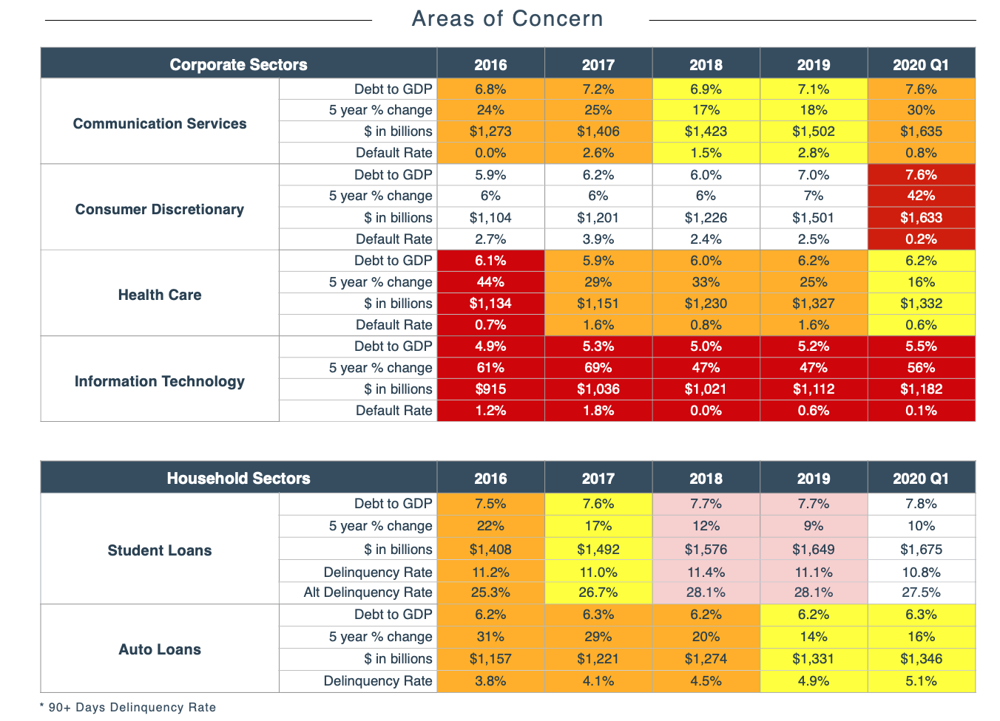 Areas of Concern
Corporate Sectors 2016 2017 2018 2019 2020 Q1
Communication Services
Debt to GDP 6.8% 7.2% 6.9% 7.1% 7.6%
5 year % change 24% 25% 17% 18% 30%
$ in billions $1,273 $1,406 $1,423 $1,502 $1,635
Default Rate 0.0% 2.6% 1.5% 2.8% 0.8%
Consumer Discretionary
Debt to GDP 5.9% 6.2% 6.0% 7.0% 7.6%
5 year % change 6% 6% 6% 7% 42%
$ in billions $1,104 $1,201 $1,226 $1,501 $1,633
Default Rate 2.7% 3.9% 2.4% 2.5% 0.2%
Health Care
Debt to GDP 6.1% 5.9% 6.0% 6.2% 6.2%
5 year % change 44% 29% 33% 25% 16%
$ in billions $1,134 $1,151 $1,230 $1,327 $1,332
Default Rate 0.7% 1.6% 0.8% 1.6% 0.6%
Information Technology
Debt to GDP 4.9% 5.3% 5.0% 5.2% 5.5%
5 year % change 61% 69% 47% 47% 56%
$ in billions $915 $1,036 $1,021 $1,112 $1,182
Default Rate 1.2% 1.8% 0.0% 0.6% 0.1%
Household Sectors 2016 2017 2018 2019 2020 Q1
Student Loans
Debt to GDP 7.5% 7.6% 7.7% 7.7% 7.8%
5 year % change 22% 17% 12% 9% 10%
$ in billions $1,408 $1,492 $1,576 $1,649 $1,675
Delinquency Rate 11.2% 11.0% 11.4% 11.1% 10.8%
Alt Delinquency Rate 25.3% 26.7% 28.1% 28.1% 27.5%
Auto Loans
Debt to GDP 6.2% 6.3% 6.2% 6.2% 6.3%
5 year % change 31% 29% 20% 14% 16%
$ in billions $1,157 $1,221 $1,274 $1,331 $1,346
Delinquency Rate 3.8% 4.1% 4.5% 4.9% 5.1%
* 90+ Days Delinquency Rate